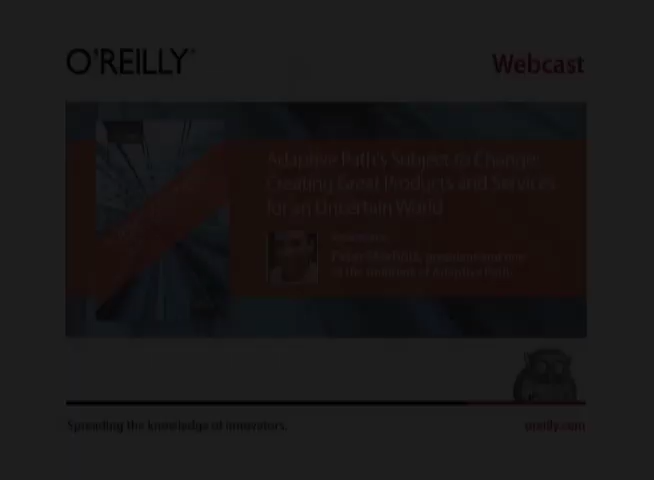 O'REILLY
Webcast
Adaptive Path's Subject to Change:
Creating Great Products and Services
for an Uncertain World
Peter Merholz, president and one
of the founders of Adaptive Path
Spreading the knowledge of innovators.
oreilly.com